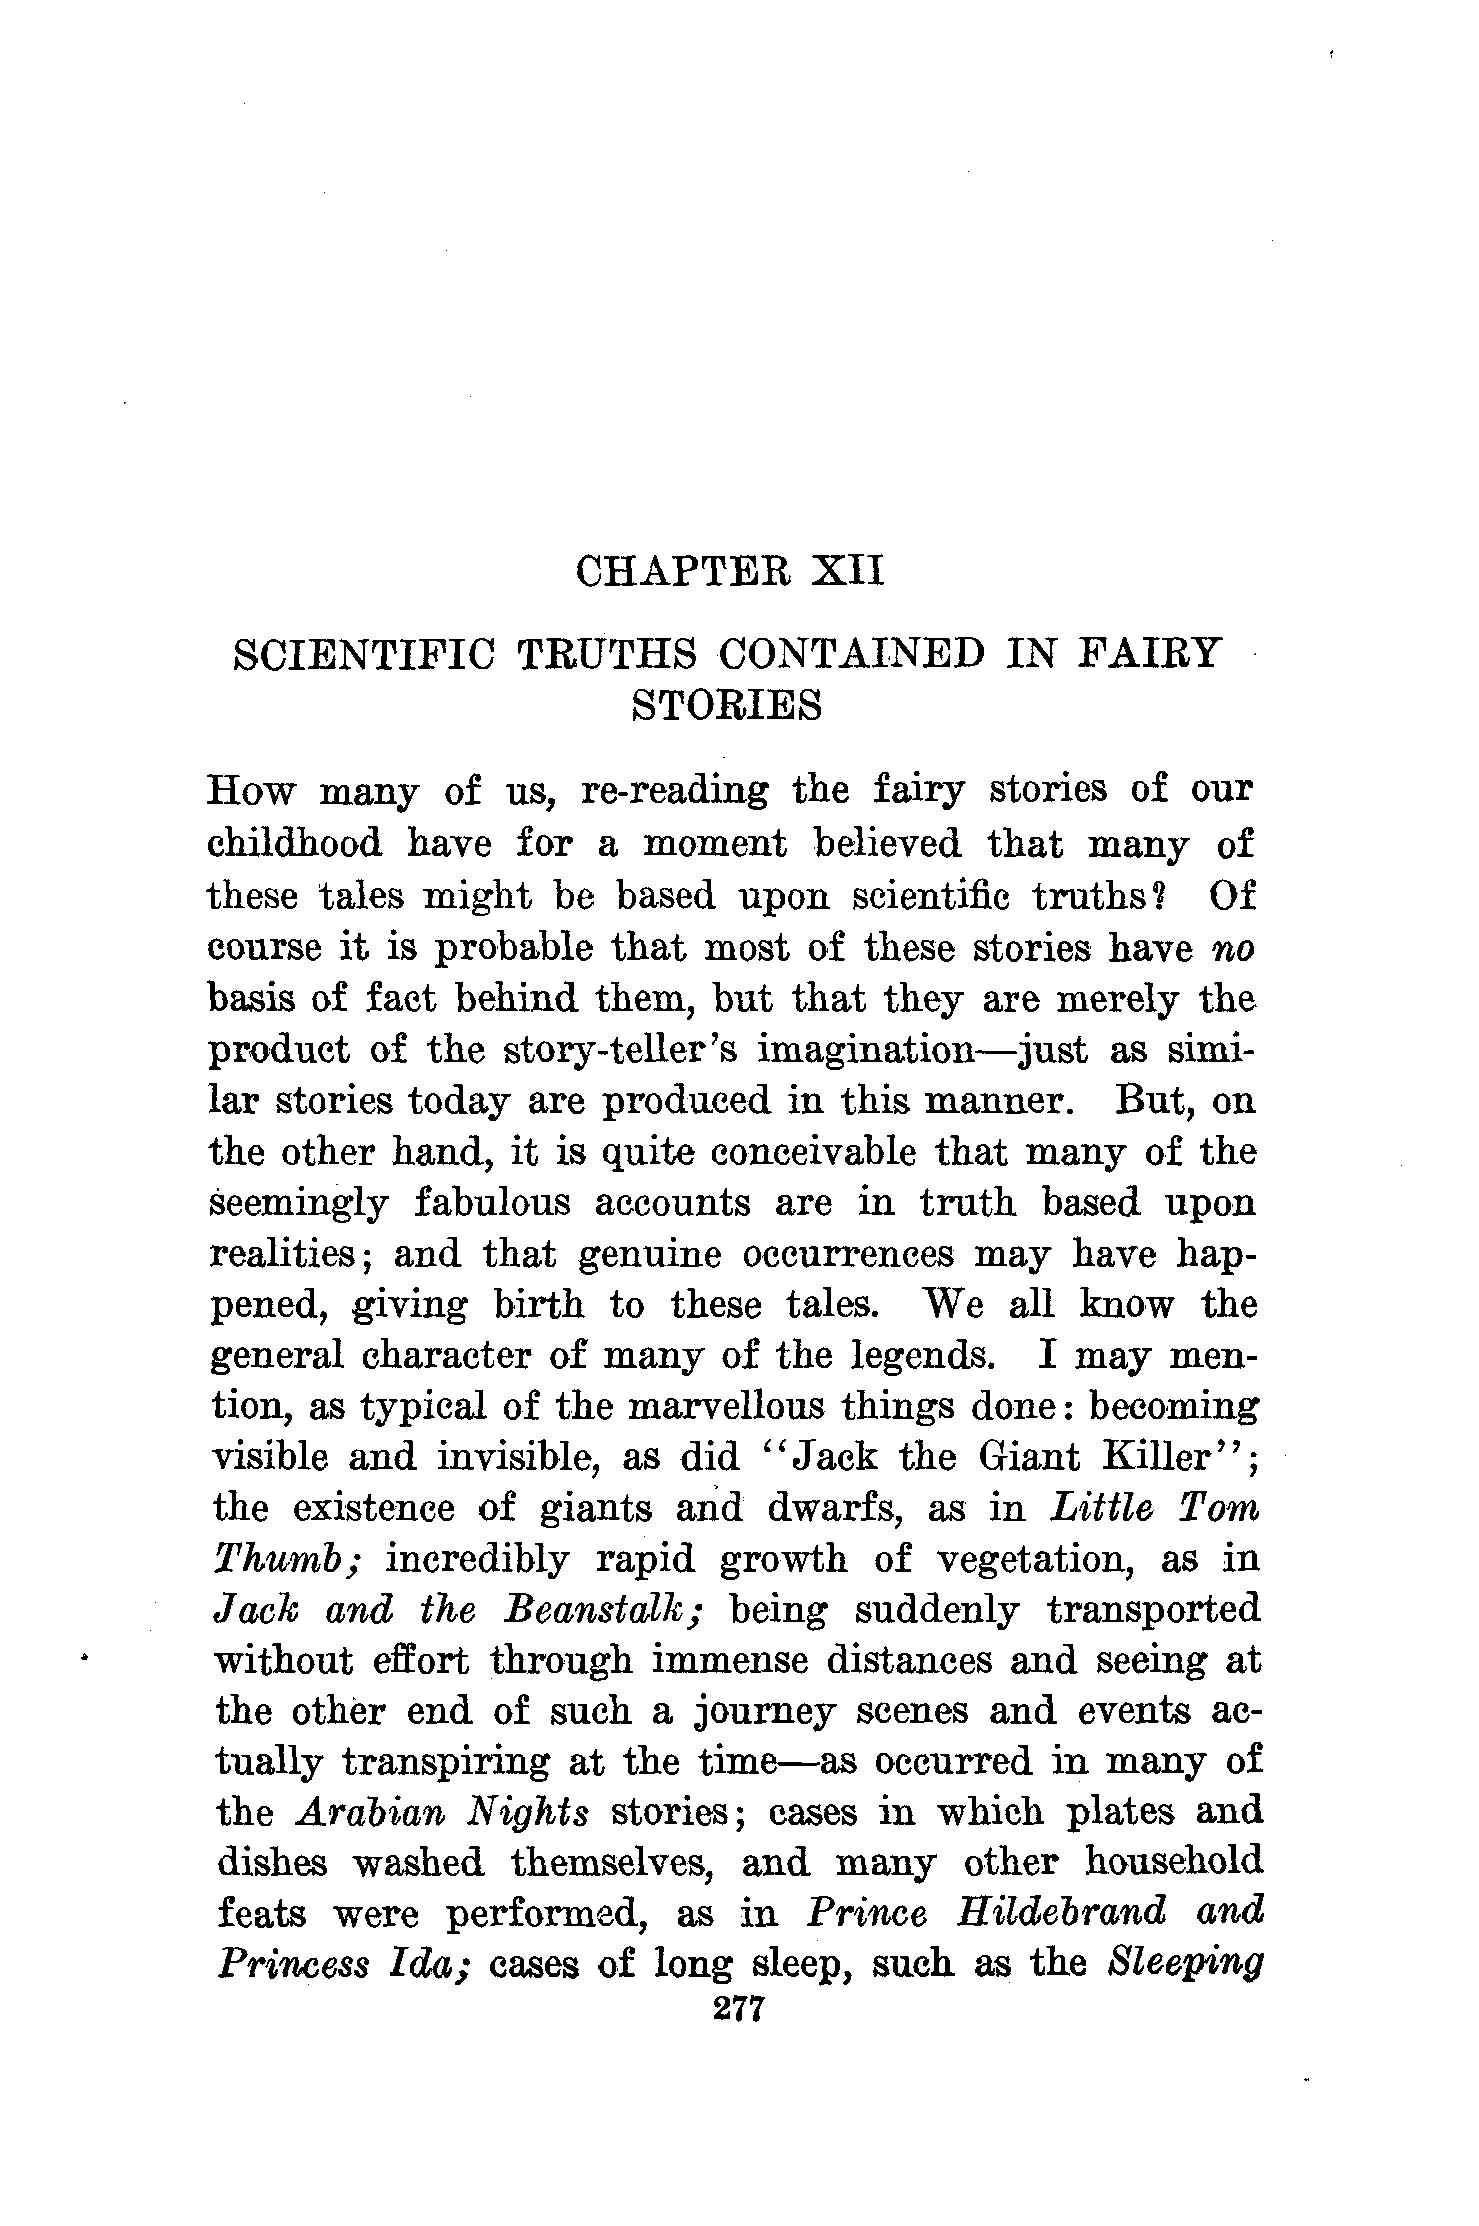 CHAPTER XII
SCIENTIFIC TRUTHS CONTAINED IN FAIRY
STORIES
How many of us, re-reading the fairy stories of our
childhood have for a moment believed that many of
these tales might be based upon scientific truths? Of
course it is probable that most of these stories have no
basis of fact behind them, but that they are merely the
product of the story-teller's imagination—just as simi-
lar stories today are produced in this manner. But, on
the other hand, it is quite conceivable that many of the
seemingly fabulous accounts are in truth based upon
realities; and that genuine occurrences may have hap-
pened, giving birth to these tales. We all know the
general character of many of the legends. I may men-
tion, as typical of the marvellous things done: becoming
visible and invisible, as did "Jack the Giant Killer";
the existence of giants and dwarfs, as in Little Tom
Thumb; incredibly rapid growth of vegetation, as in
Jack and the Beanstalk; being suddenly transported
without effort through immense distances and seeing at
the other end of such a journey scenes and events ac-
tually transpiring at the time—as occurred in many of
the Arabian Nights stories; cases in which plates and
dishes washed themselves, and many other household
feats were performed, as in Prince Hildebrand and
Princess Ida; cases of long sleep, such as the Sleeping
277